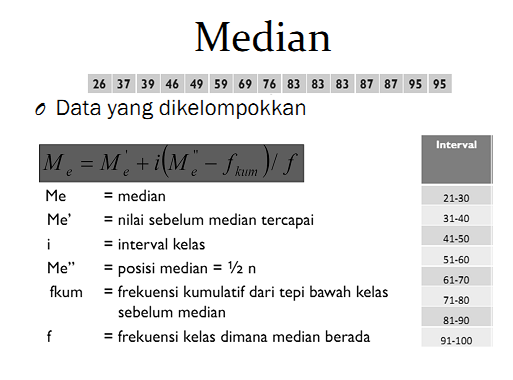 Median
26 37 39 46 49 59 69 76 83 83 83 87 87 95 95
o Data yang dikelompokkan
Me = Me' + i(Me" − fkum)/ f
Me = median
Me' = nilai sebelum median tercapai
i = interval kelas
Me" = posisi median = ½ n
fkum = frekuensi kumulatif dari tepi bawah kelas
sebelum median
f = frekuensi kelas dimana median berada
Interval
21-30
31-40
41-50
51-60
61-70
71-80
81-90
91-100